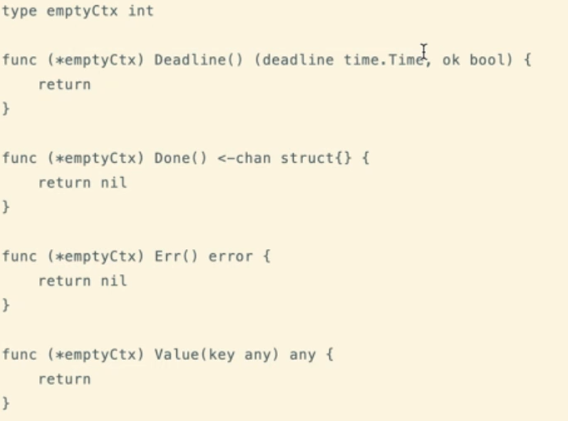 type emptyCtx int
func (*emptyCtx) Deadline() (deadline time.Time, ok bool) {
    return
}
func (*emptyCtx) Done() <-chan struct{} {
    return nil
}
func (*emptyCtx) Err() error {
    return nil
}
func (*emptyCtx) Value(key any) any {
    return
}